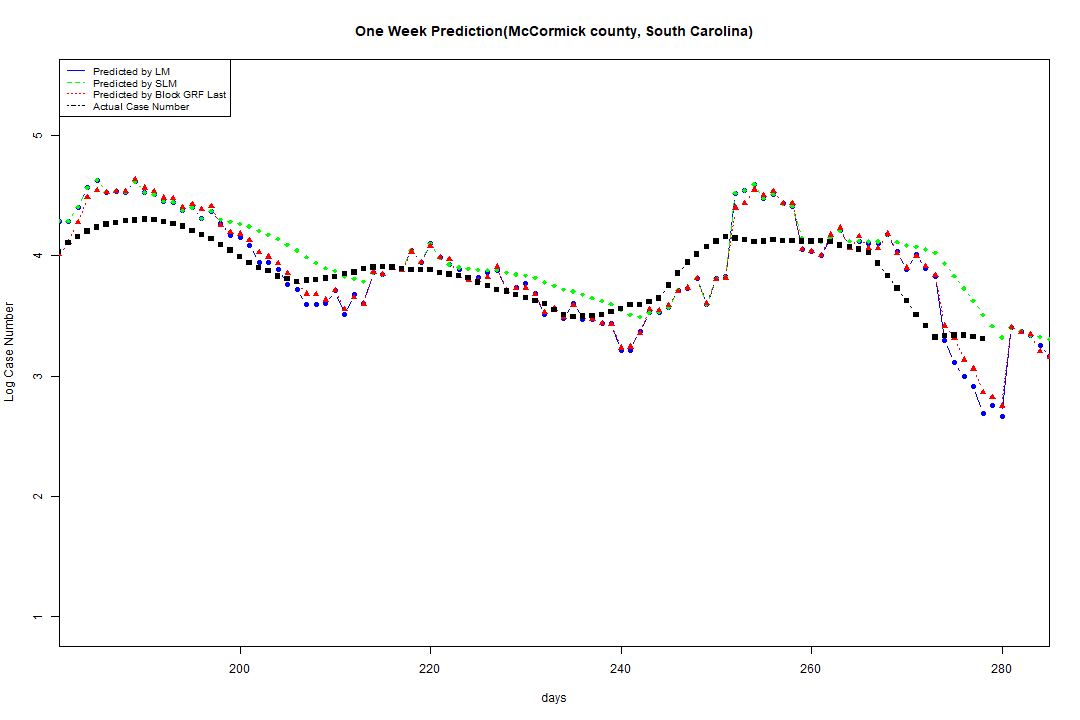 One Week Prediction(McCormick county, South Carolina)
Predicted by LM
Predicted by SLM
Predicted by Block GRF Last
Actual Case Number
5
4
3
2
1
Log Case Number
200 220 240 260 280
days